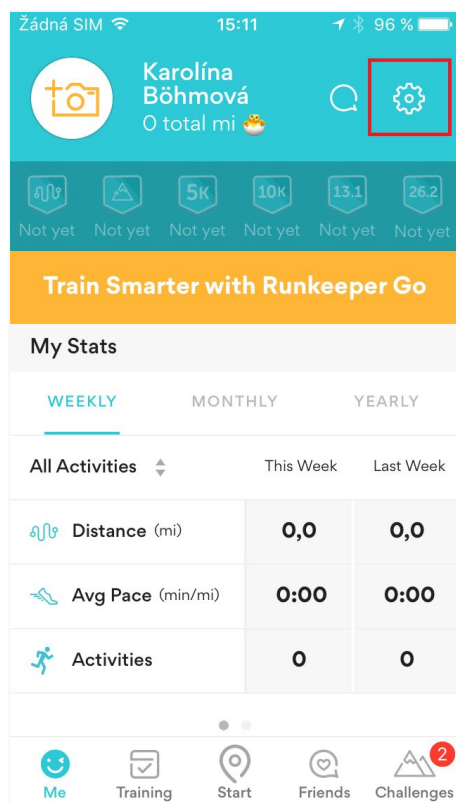 Žádná SIM 15:11 96 %
Karolína
Böhmová
0 total mi 🐣
5K 10K 13.1 26.2
Not yet Not yet Not yet Not yet Not yet Not yet
Train Smarter with Runkeeper Go
My Stats
WEEKLY MONTHLY YEARLY
All Activities This Week Last Week
Distance (mi) 0,0 0,0
Avg Pace (min/mi) 0:00 0:00
Activities 0 0
2
Me Training Start Friends Challenges